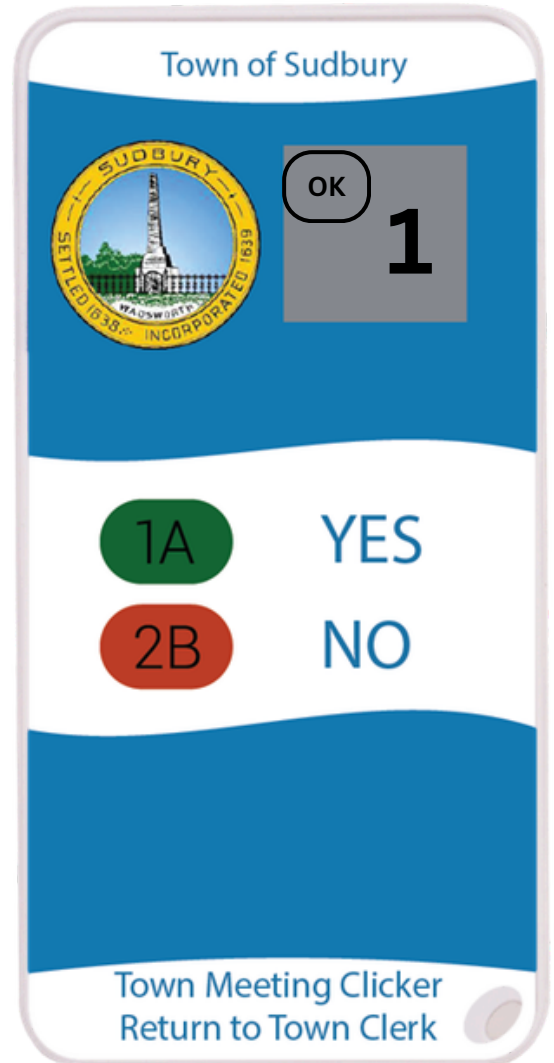 Town of Sudbury
SUDBURY
SETTLED 1638
INCORPORATED 1639
WADSWORTH
OK
1
1A YES
2B NO
Town Meeting Clicker
Return to Town Clerk